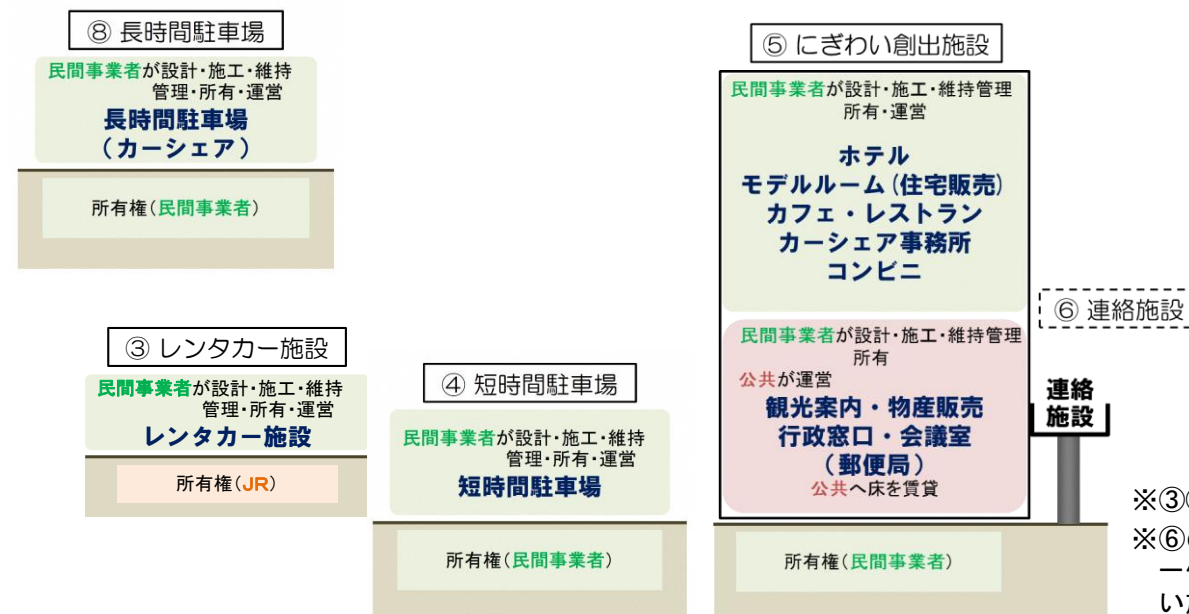 ⑧ 長時間駐車場
民間事業者が設計・施工・維持
管理・所有・運営
長時間駐車場
(カーシェア)
所有権(民間事業者)
③ レンタカー施設
民間事業者が設計・施工・維持
管理・所有・運営
レンタカー施設
所有権(JR)
④ 短時間駐車場
民間事業者が設計・施工・維持
管理・所有・運営
短時間駐車場
所有権(民間事業者)
⑤ にぎわい創出施設
民間事業者が設計・施工・維持管理
所有・運営
ホテル
モデルルーム(住宅販売)
カフェ・レストラン
カーシェア事務所
コンビニ
民間事業者が設計・施工・維持管理
所有
公共が運営
観光案内・物産販売
行政窓口・会議室
(郵便局)
公共へ床を賃貸
所有権(民間事業者)
⑥ 連絡施設
連絡
施設
※③
※⑥
い